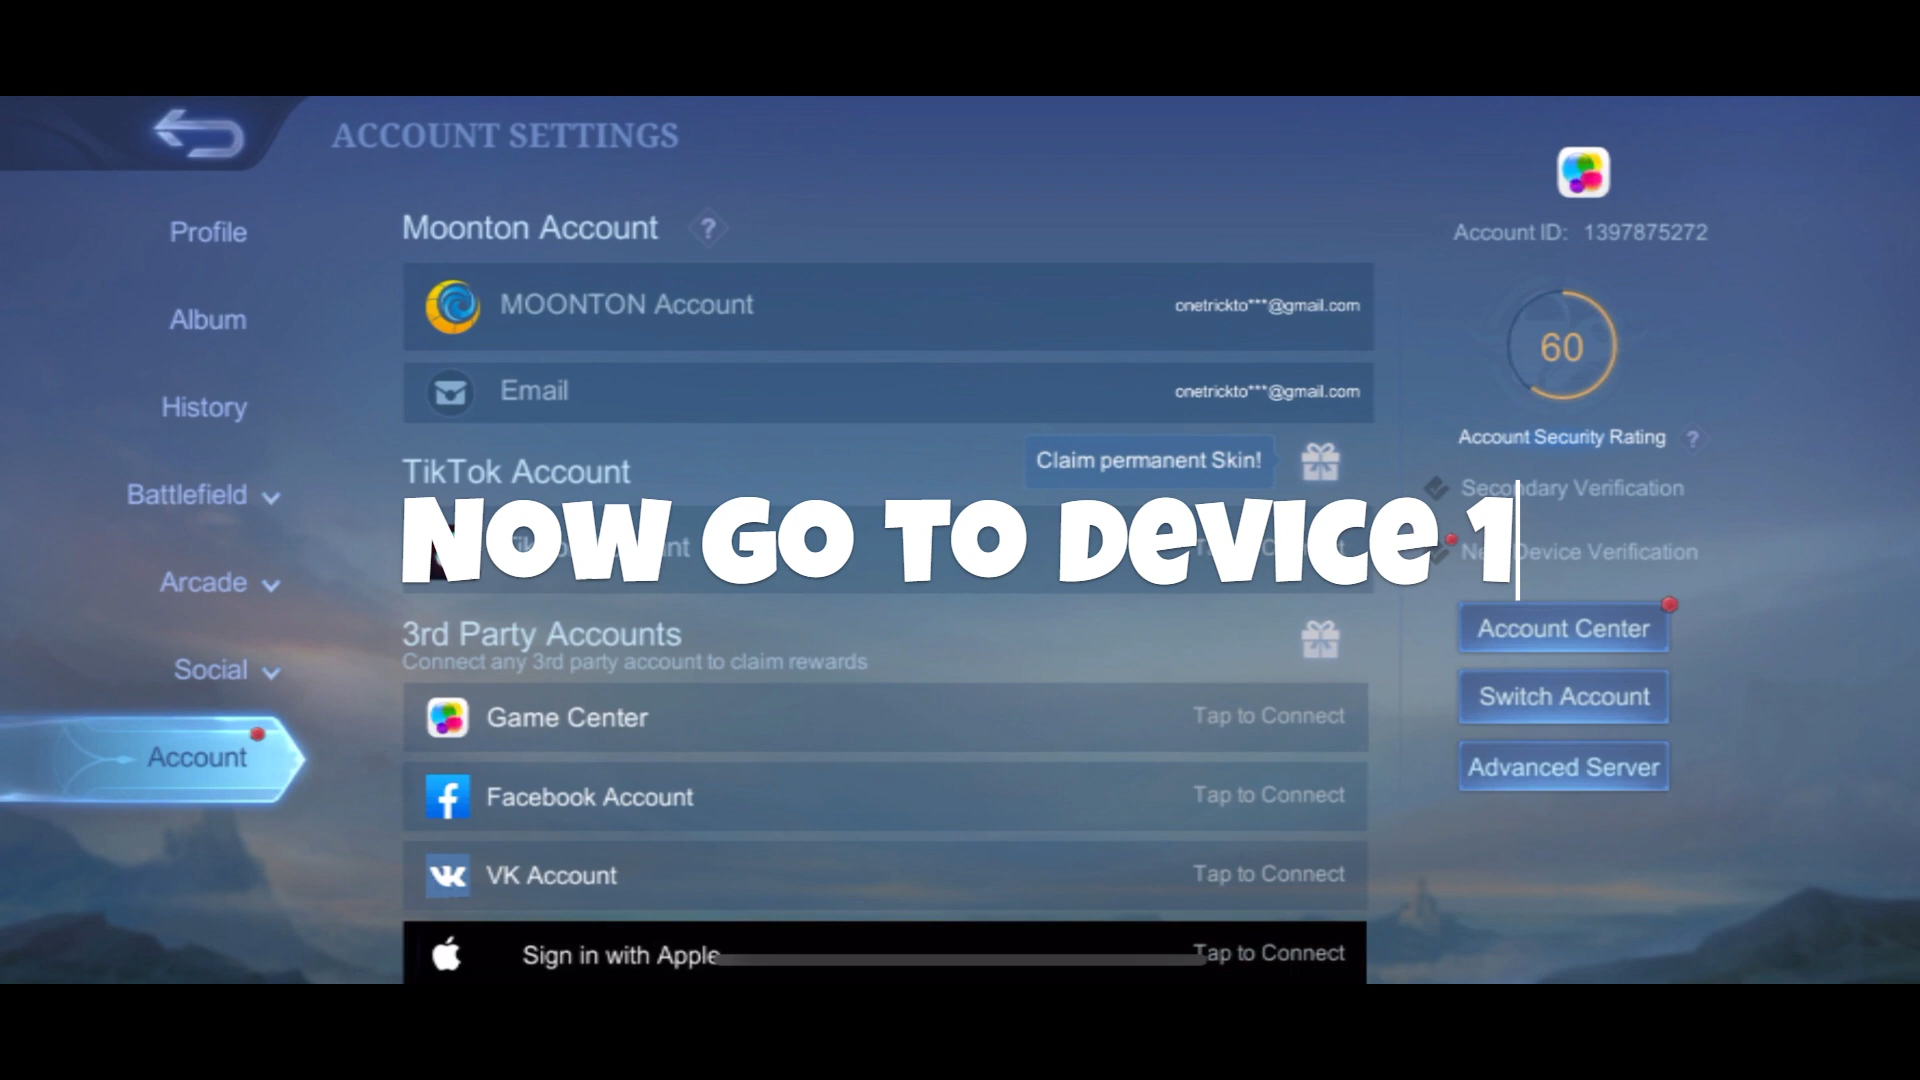 ACCOUNT SETTINGS
Profile
Album
History
Battlefield
Arcade
Social
Account
Moonton Account ?
MOONTON Account onetrickto***@gmail.com
Email onetrickto***@gmail.com
TikTok Account Claim permanent Skin!
NOW GO TO DEVICE 1
3rd Party Accounts
Connect any 3rd party account to claim rewards
Game Center Tap to Connect
Facebook Account Tap to Connect
VK Account Tap to Connect
Sign in with Apple Tap to Connect
Account ID: 1397875272
60
Account Security Rating ?
Secondary Verification
Device Verification
Account Center
Switch Account
Advanced Server